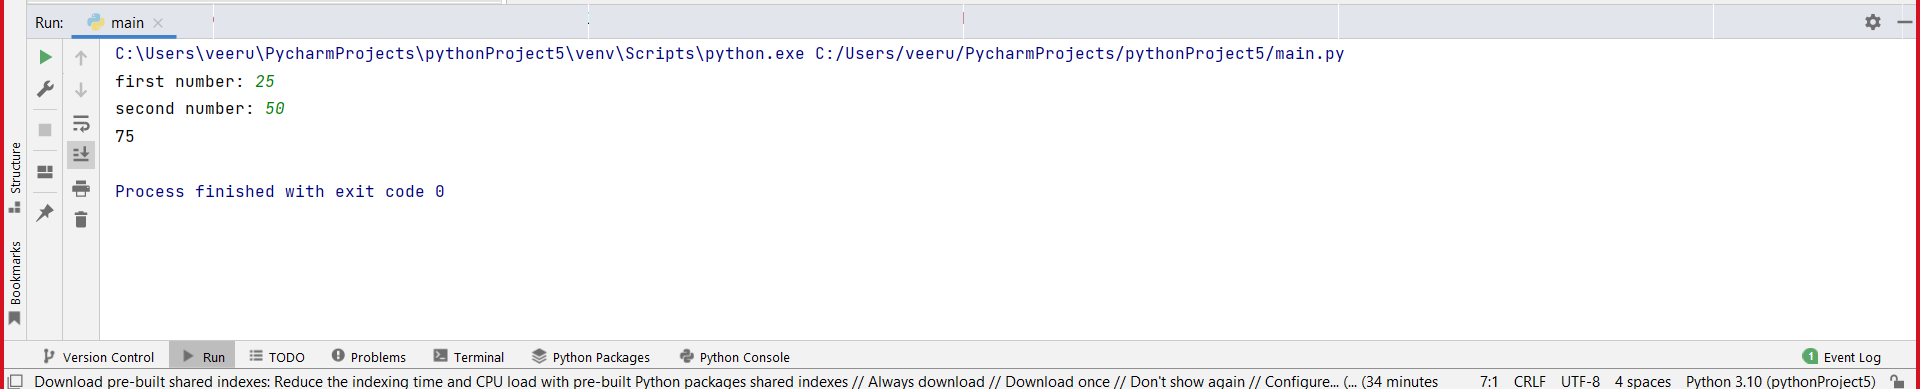 Run: main
C:\Users\veeru\PycharmProjects\pythonProject5\venv\Scripts\python.exe C:/Users/veeru/PycharmProjects/pythonProject5/main.py
first number: 25
second number: 50
75
Process finished with exit code 0
Structure
Bookmarks
Version Control Run TODO Problems Terminal Python Packages Python Console 1 Event Log
Download pre-built shared indexes: Reduce the indexing time and CPU load with pre-built Python packages shared indexes // Always download // Download once // Don't show again // Configure... (... (34 minutes 7:1 CRLF UTF-8 4 spaces Python 3.10 (pythonProject5)